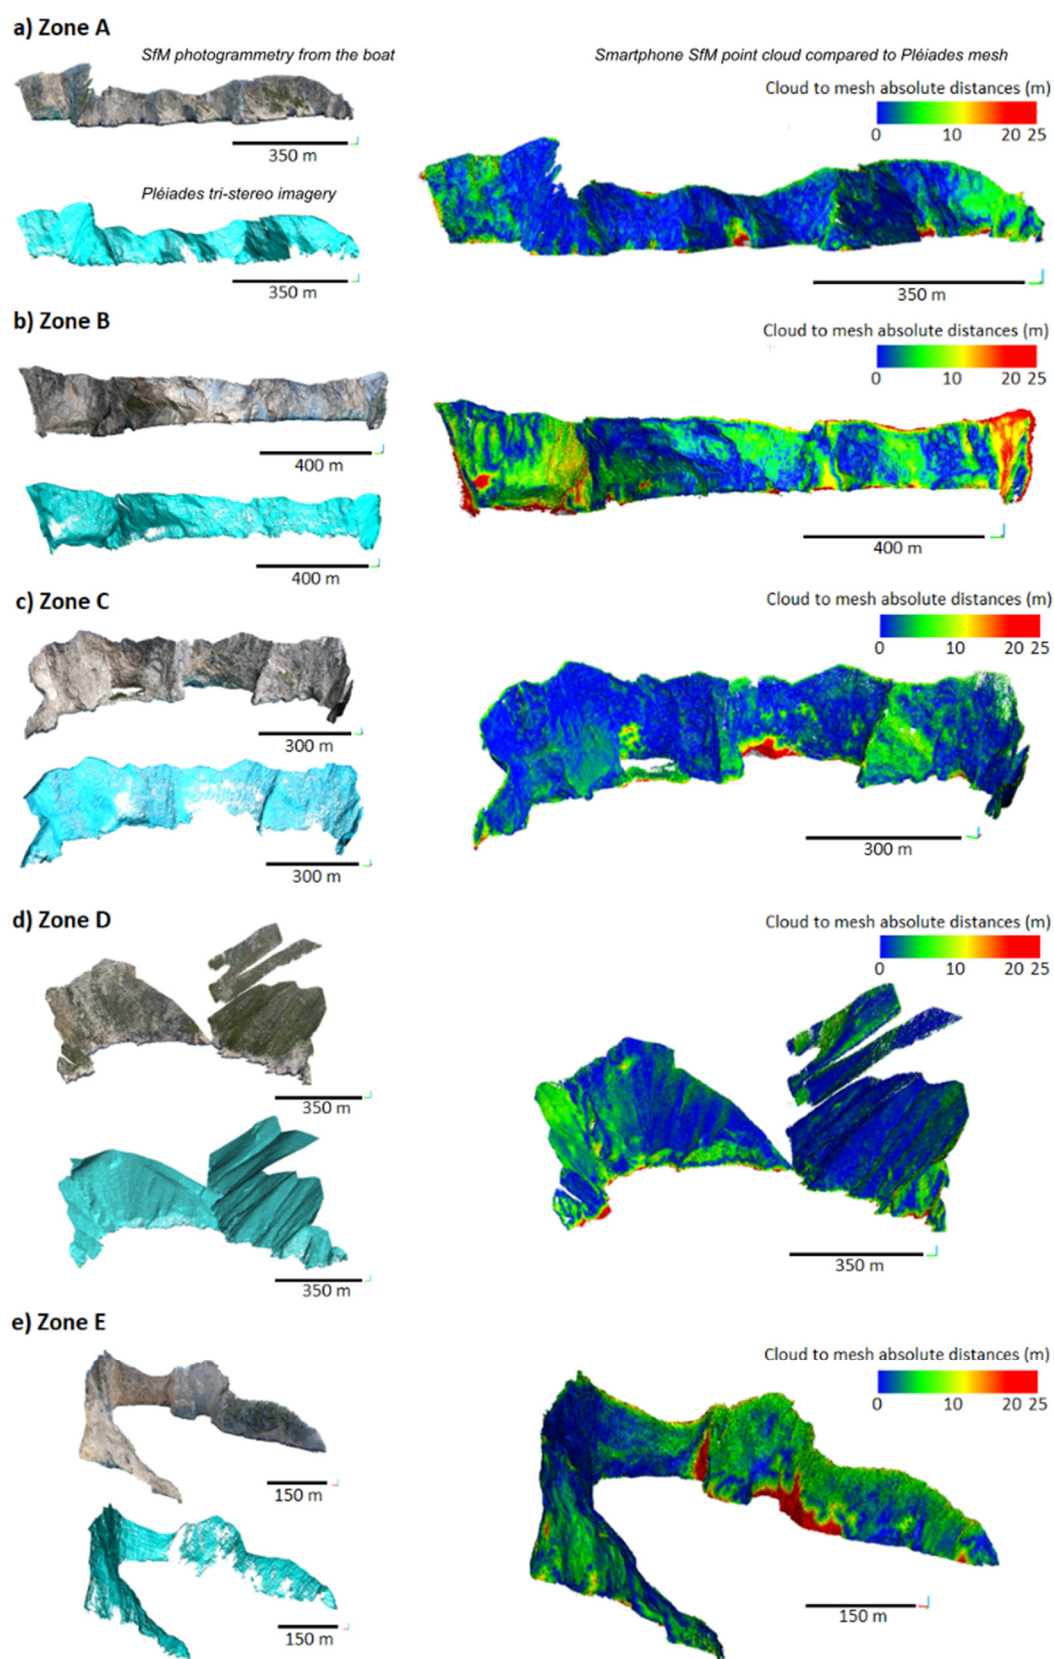 a) Zone A
SfM photogrammetry from the boat
Smartphone SfM point cloud compared to Pléiades mesh
Cloud to mesh absolute distances (m)
0 10 20 25
350 m
Pléiades tri-stereo imagery
350 m
350 m
b) Zone B
Cloud to mesh absolute distances (m)
0 10 20 25
400 m
400 m
400 m
c) Zone C
Cloud to mesh absolute distances (m)
0 10 20 25
300 m
300 m
300 m
d) Zone D
Cloud to mesh absolute distances (m)
0 10 20 25
350 m
350 m
350 m
e) Zone E
Cloud to mesh absolute distances (m)
0 10 20 25
150 m
150 m
150 m